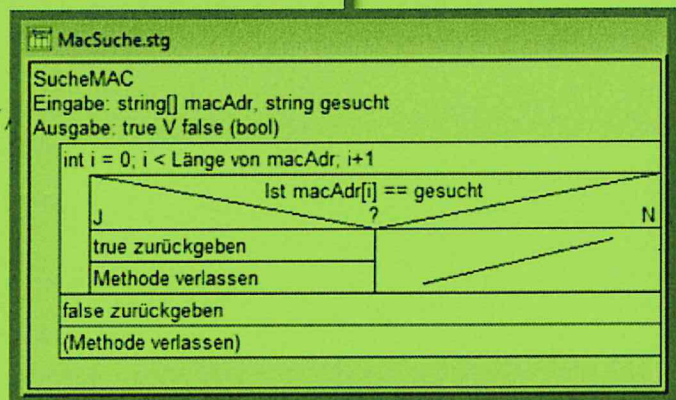 MacSuche.stg
SucheMAC
Eingabe: string[] macAdr, string gesucht
Ausgabe: true V false (bool)
int i = 0; i < Länge von macAdr; i+1
Ist macAdr[i] == gesucht
J ? N
true zurückgeben
Methode verlassen
false zurückgeben
(Methode verlassen)